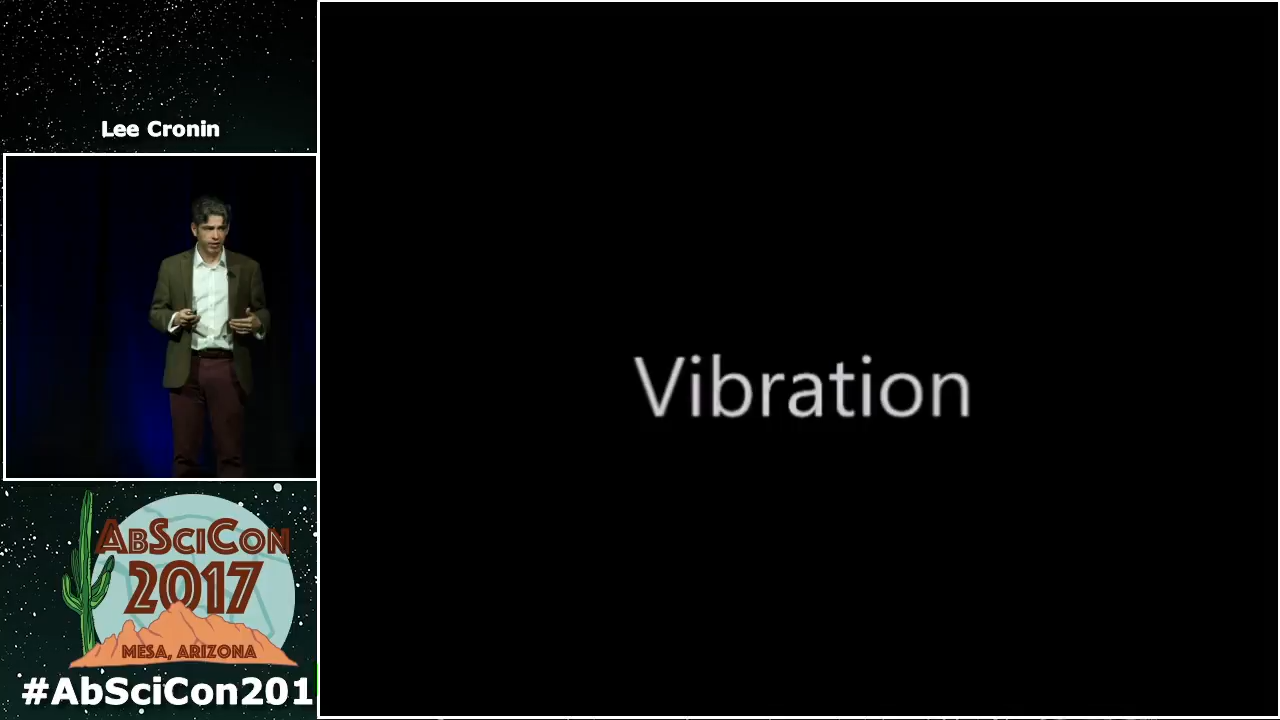 Lee Cronin
Vibration
AbSciCon
2017
MESA, ARIZONA
#AbSciCon201